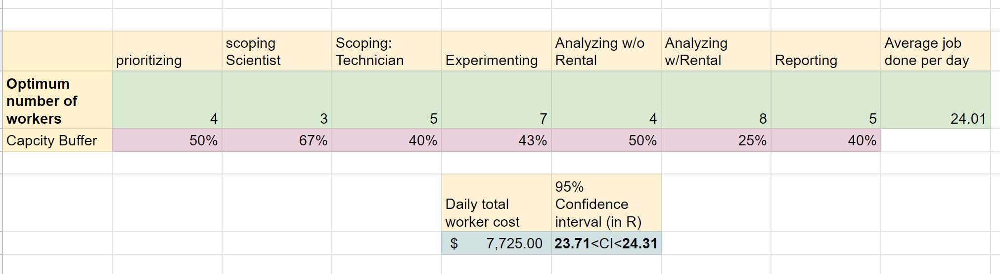 prioritizing
scoping
Scientist
Scoping:
Technician
Experimenting
Analyzing w/o
Rental
Analyzing
w/Rental
Reporting
Average job
done per day
Optimum
number of
workers
4
3
5
7
4
8
5
24.01
Capcity Buffer
50%
67%
40%
43%
50%
25%
40%
Daily total
worker cost
95%
Confidence
interval (in R)
$ 7,725.00
23.71<CI<24.31